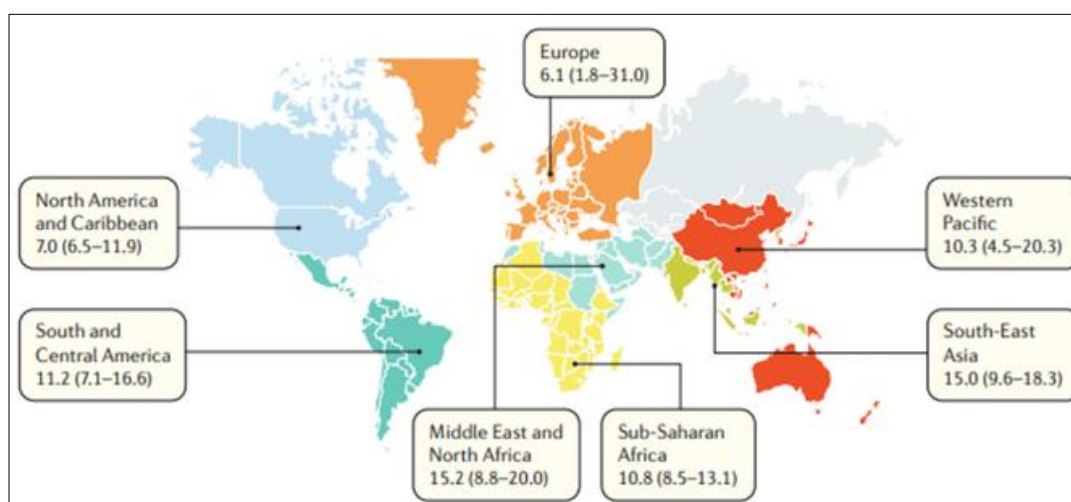 Europe
6.1 (1.8–31.0)
North America
and Caribbean
7.0 (6.5–11.9)
Western
Pacific
10.3 (4.5–20.3)
South and
Central America
11.2 (7.1–16.6)
South-East
Asia
15.0 (9.6–18.3)
Middle East and
North Africa
15.2 (8.8–20.0)
Sub-Saharan
Africa
10.8 (8.5–13.1)